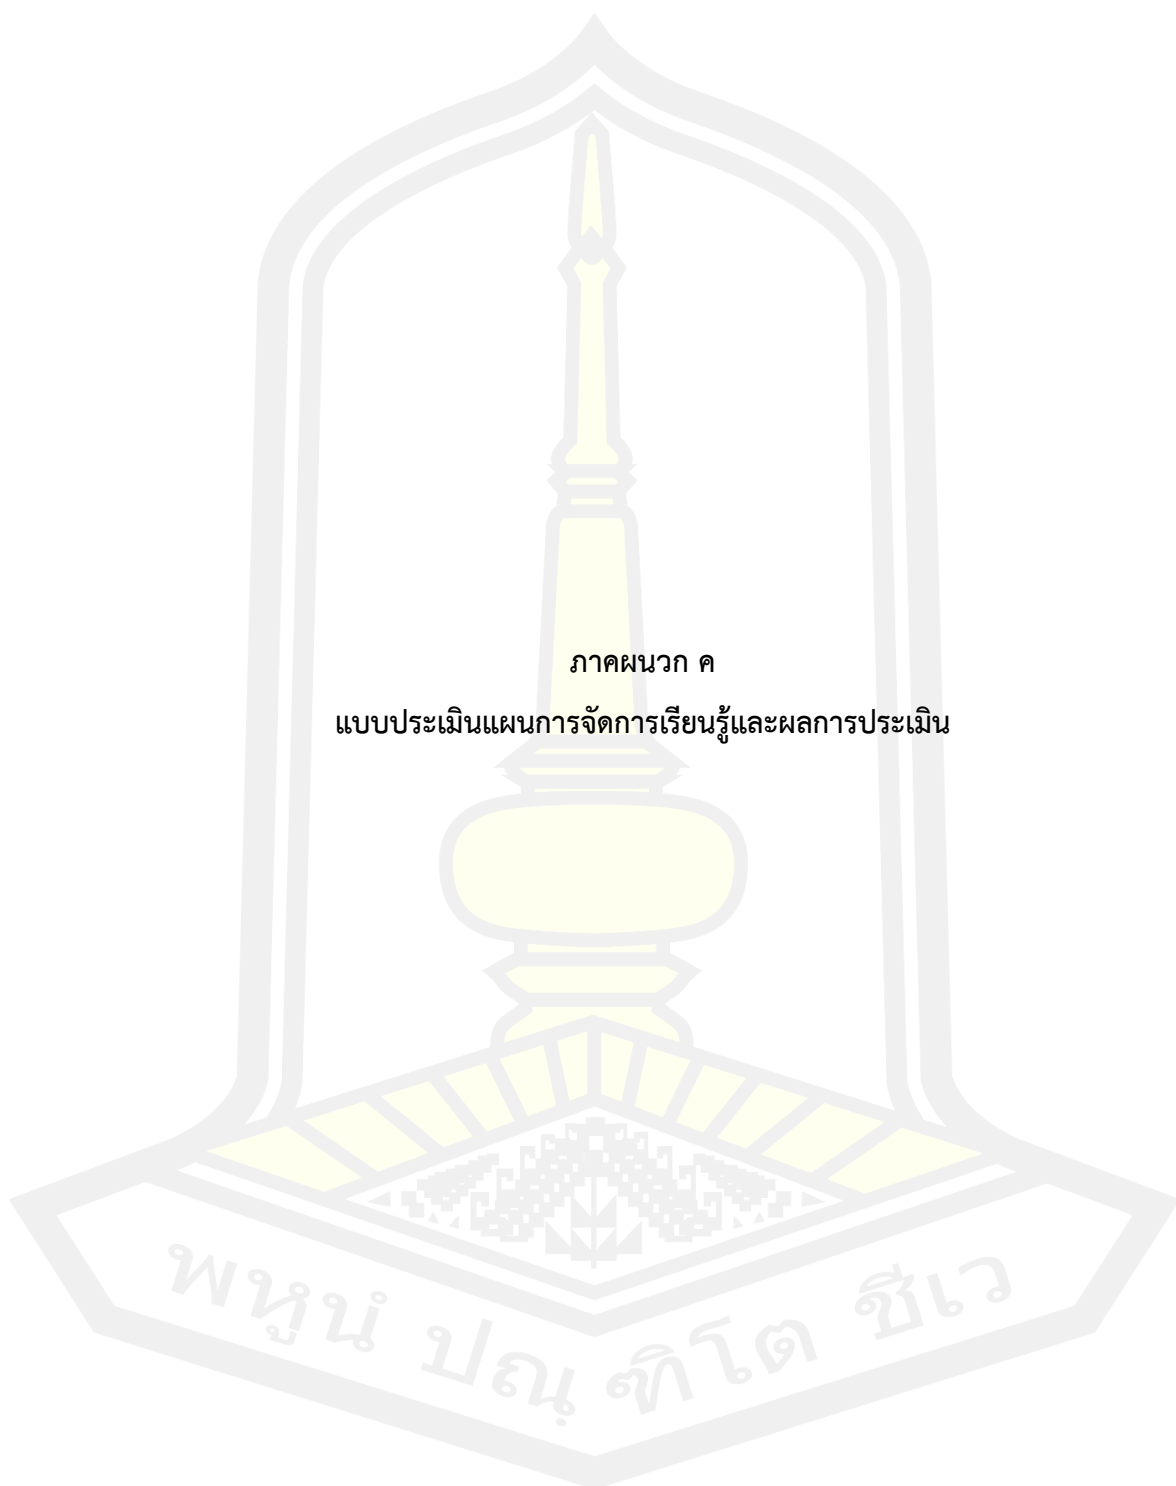 ภาคผนวก ค
แบบประเมินแผนการจัดการเรียนรู้และผลการประเมิน
พหูนํ ปณฺฑิโต ชีเว